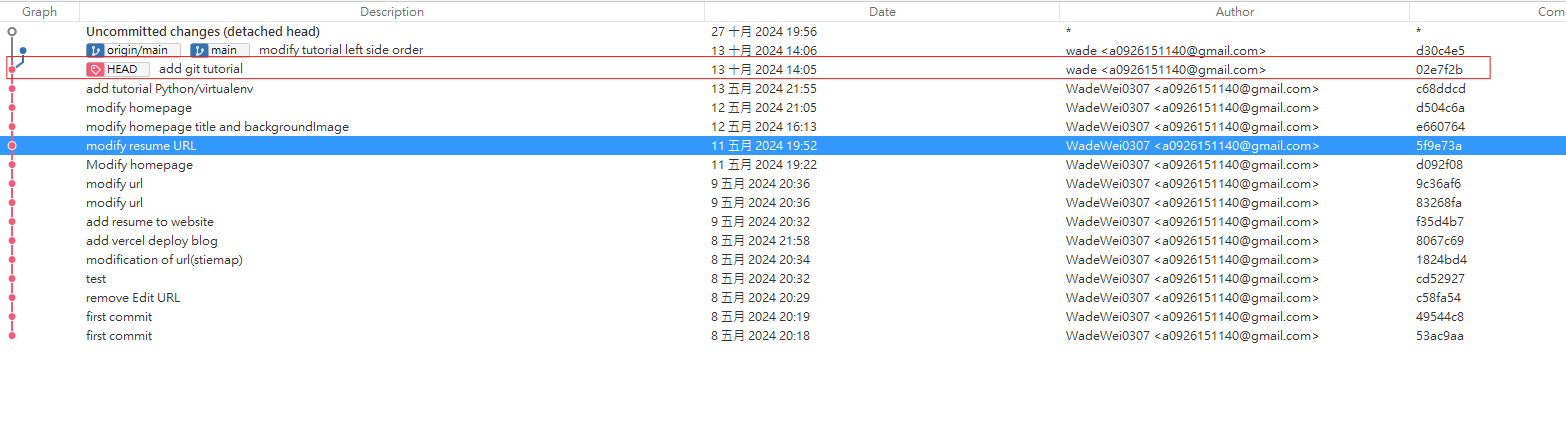 Graph Description Date Author Com
Uncommitted changes (detached head) 27 十月 2024 19:56 * *
origin/main main modify tutorial left side order 13 十月 2024 14:06 wade <a0926151140@gmail.com> d30c4e5
HEAD add git tutorial 13 十月 2024 14:05 wade <a0926151140@gmail.com> 02e7f2b
add tutorial Python/virtualenv 13 五月 2024 21:55 WadeWei0307 <a0926151140@gmail.com> c68ddcd
modify homepage 12 五月 2024 21:05 WadeWei0307 <a0926151140@gmail.com> d504c6a
modify homepage title and backgroundImage 12 五月 2024 16:13 WadeWei0307 <a0926151140@gmail.com> e660764
modify resume URL 11 五月 2024 19:52 WadeWei0307 <a0926151140@gmail.com> 5f9e73a
Modify homepage 11 五月 2024 19:22 WadeWei0307 <a0926151140@gmail.com> d092f08
modify url 9 五月 2024 20:36 WadeWei0307 <a0926151140@gmail.com> 9c36af6
modify url 9 五月 2024 20:36 WadeWei0307 <a0926151140@gmail.com> 83268fa
add resume to website 9 五月 2024 20:32 WadeWei0307 <a0926151140@gmail.com> f35d4b7
add vercel deploy blog 8 五月 2024 21:58 WadeWei0307 <a0926151140@gmail.com> 8067c69
modification of url(stiemap) 8 五月 2024 20:34 WadeWei0307 <a0926151140@gmail.com> 1824bd4
test 8 五月 2024 20:32 WadeWei0307 <a0926151140@gmail.com> cd52927
remove Edit URL 8 五月 2024 20:29 WadeWei0307 <a0926151140@gmail.com> c58fa54
first commit 8 五月 2024 20:19 WadeWei0307 <a0926151140@gmail.com> 49544c8
first commit 8 五月 2024 20:18 WadeWei0307 <a0926151140@gmail.com> 53ac9aa